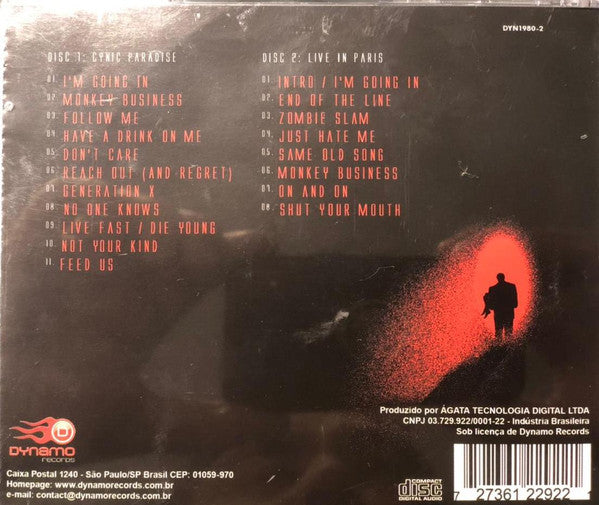 DYN1980-2
DISC 1: CYNIC PARADISE
01. I'M GOING IN
02. MONKEY BUSINESS
03. FOLLOW ME
04. HAVE A DRINK ON ME
05. DON'T CARE
06. REACH OUT (AND REGRET)
07. GENERATION X
08. NO ONE KNOWS
09. LIVE FAST / DIE YOUNG
10. NOT YOUR KIND
11. FEED US
DISC 2: LIVE IN PARIS
01. INTRO / I'M GOING IN
02. END OF THE LINE
03. ZOMBIE SLAM
04. JUST HATE ME
05. SAME OLD SONG
06. MONKEY BUSINESS
07. ON AND ON
08. SHUT YOUR MOUTH
Produzido por ÁGATA TECNOLOGIA DIGITAL LTDA
CNPJ 03.729.922/0001-22 - Indústria Brasileira
Sob licença de Dynamo Records
DYNAMO
records
Caixa Postal 1240 - São Paulo/SP Brasil CEP: 01059-970
Homepage: www.dynamorecords.com.br
e-mail: contact@dynamorecords.com.br
COMPACT
disc
DIGITAL AUDIO
7 27361 22922 1